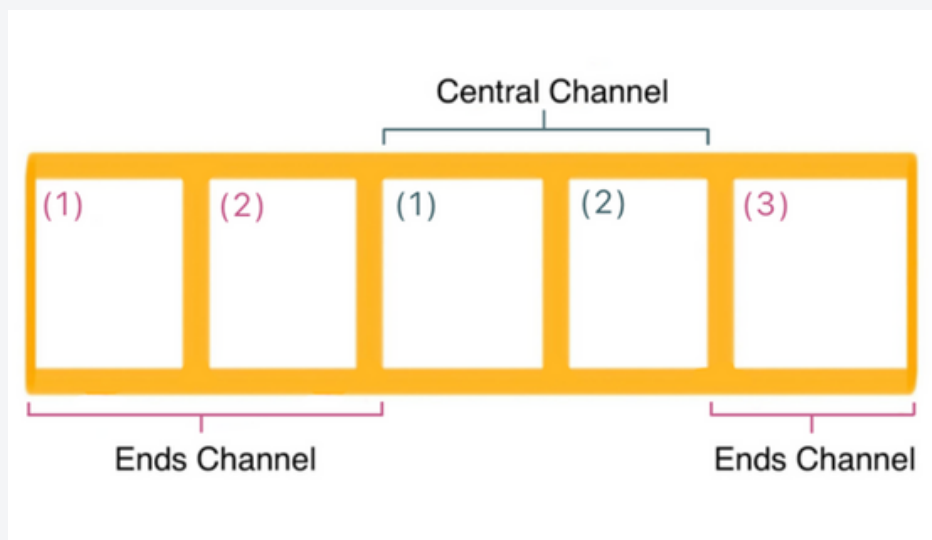 Central Channel
(1) (2) (1) (2) (3)
Ends Channel Ends Channel